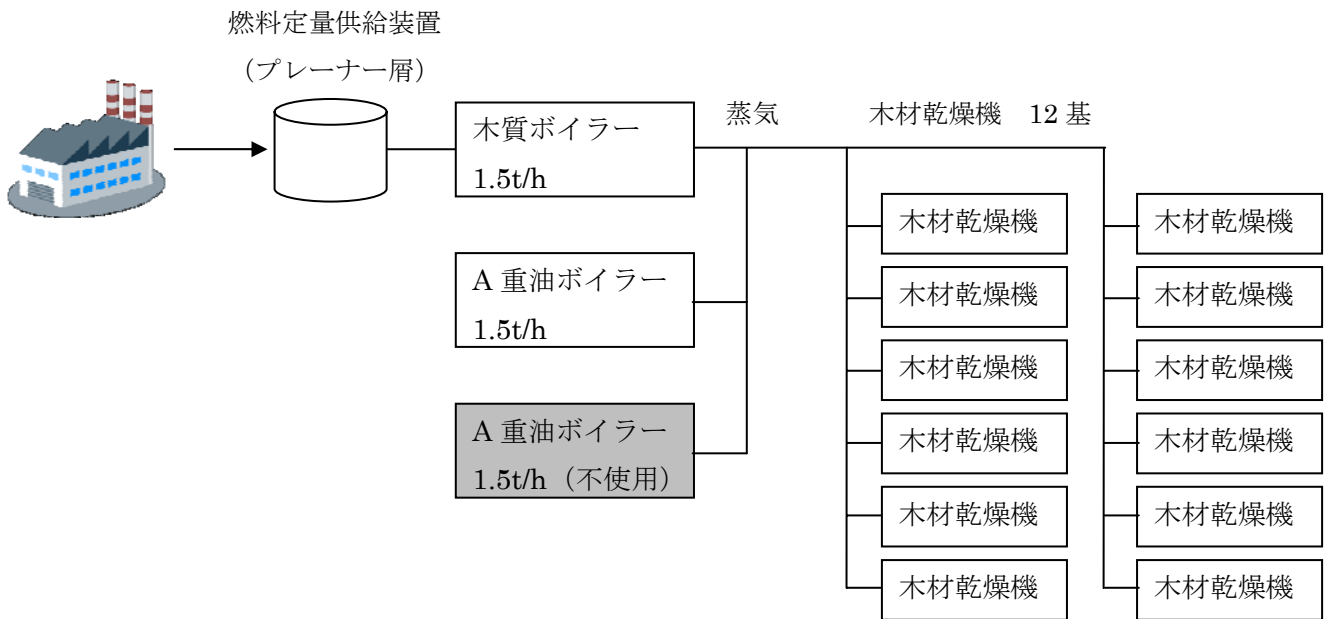 燃料定量供給装置
（プレーナー屑）
木質ボイラー
1.5t/h
蒸気
木材乾燥機　12 基
A 重油ボイラー
1.5t/h
A 重油ボイラー
1.5t/h（不使用）
木材乾燥機
木材乾燥機
木材乾燥機
木材乾燥機
木材乾燥機
木材乾燥機
木材乾燥機
木材乾燥機
木材乾燥機
木材乾燥機
木材乾燥機
木材乾燥機